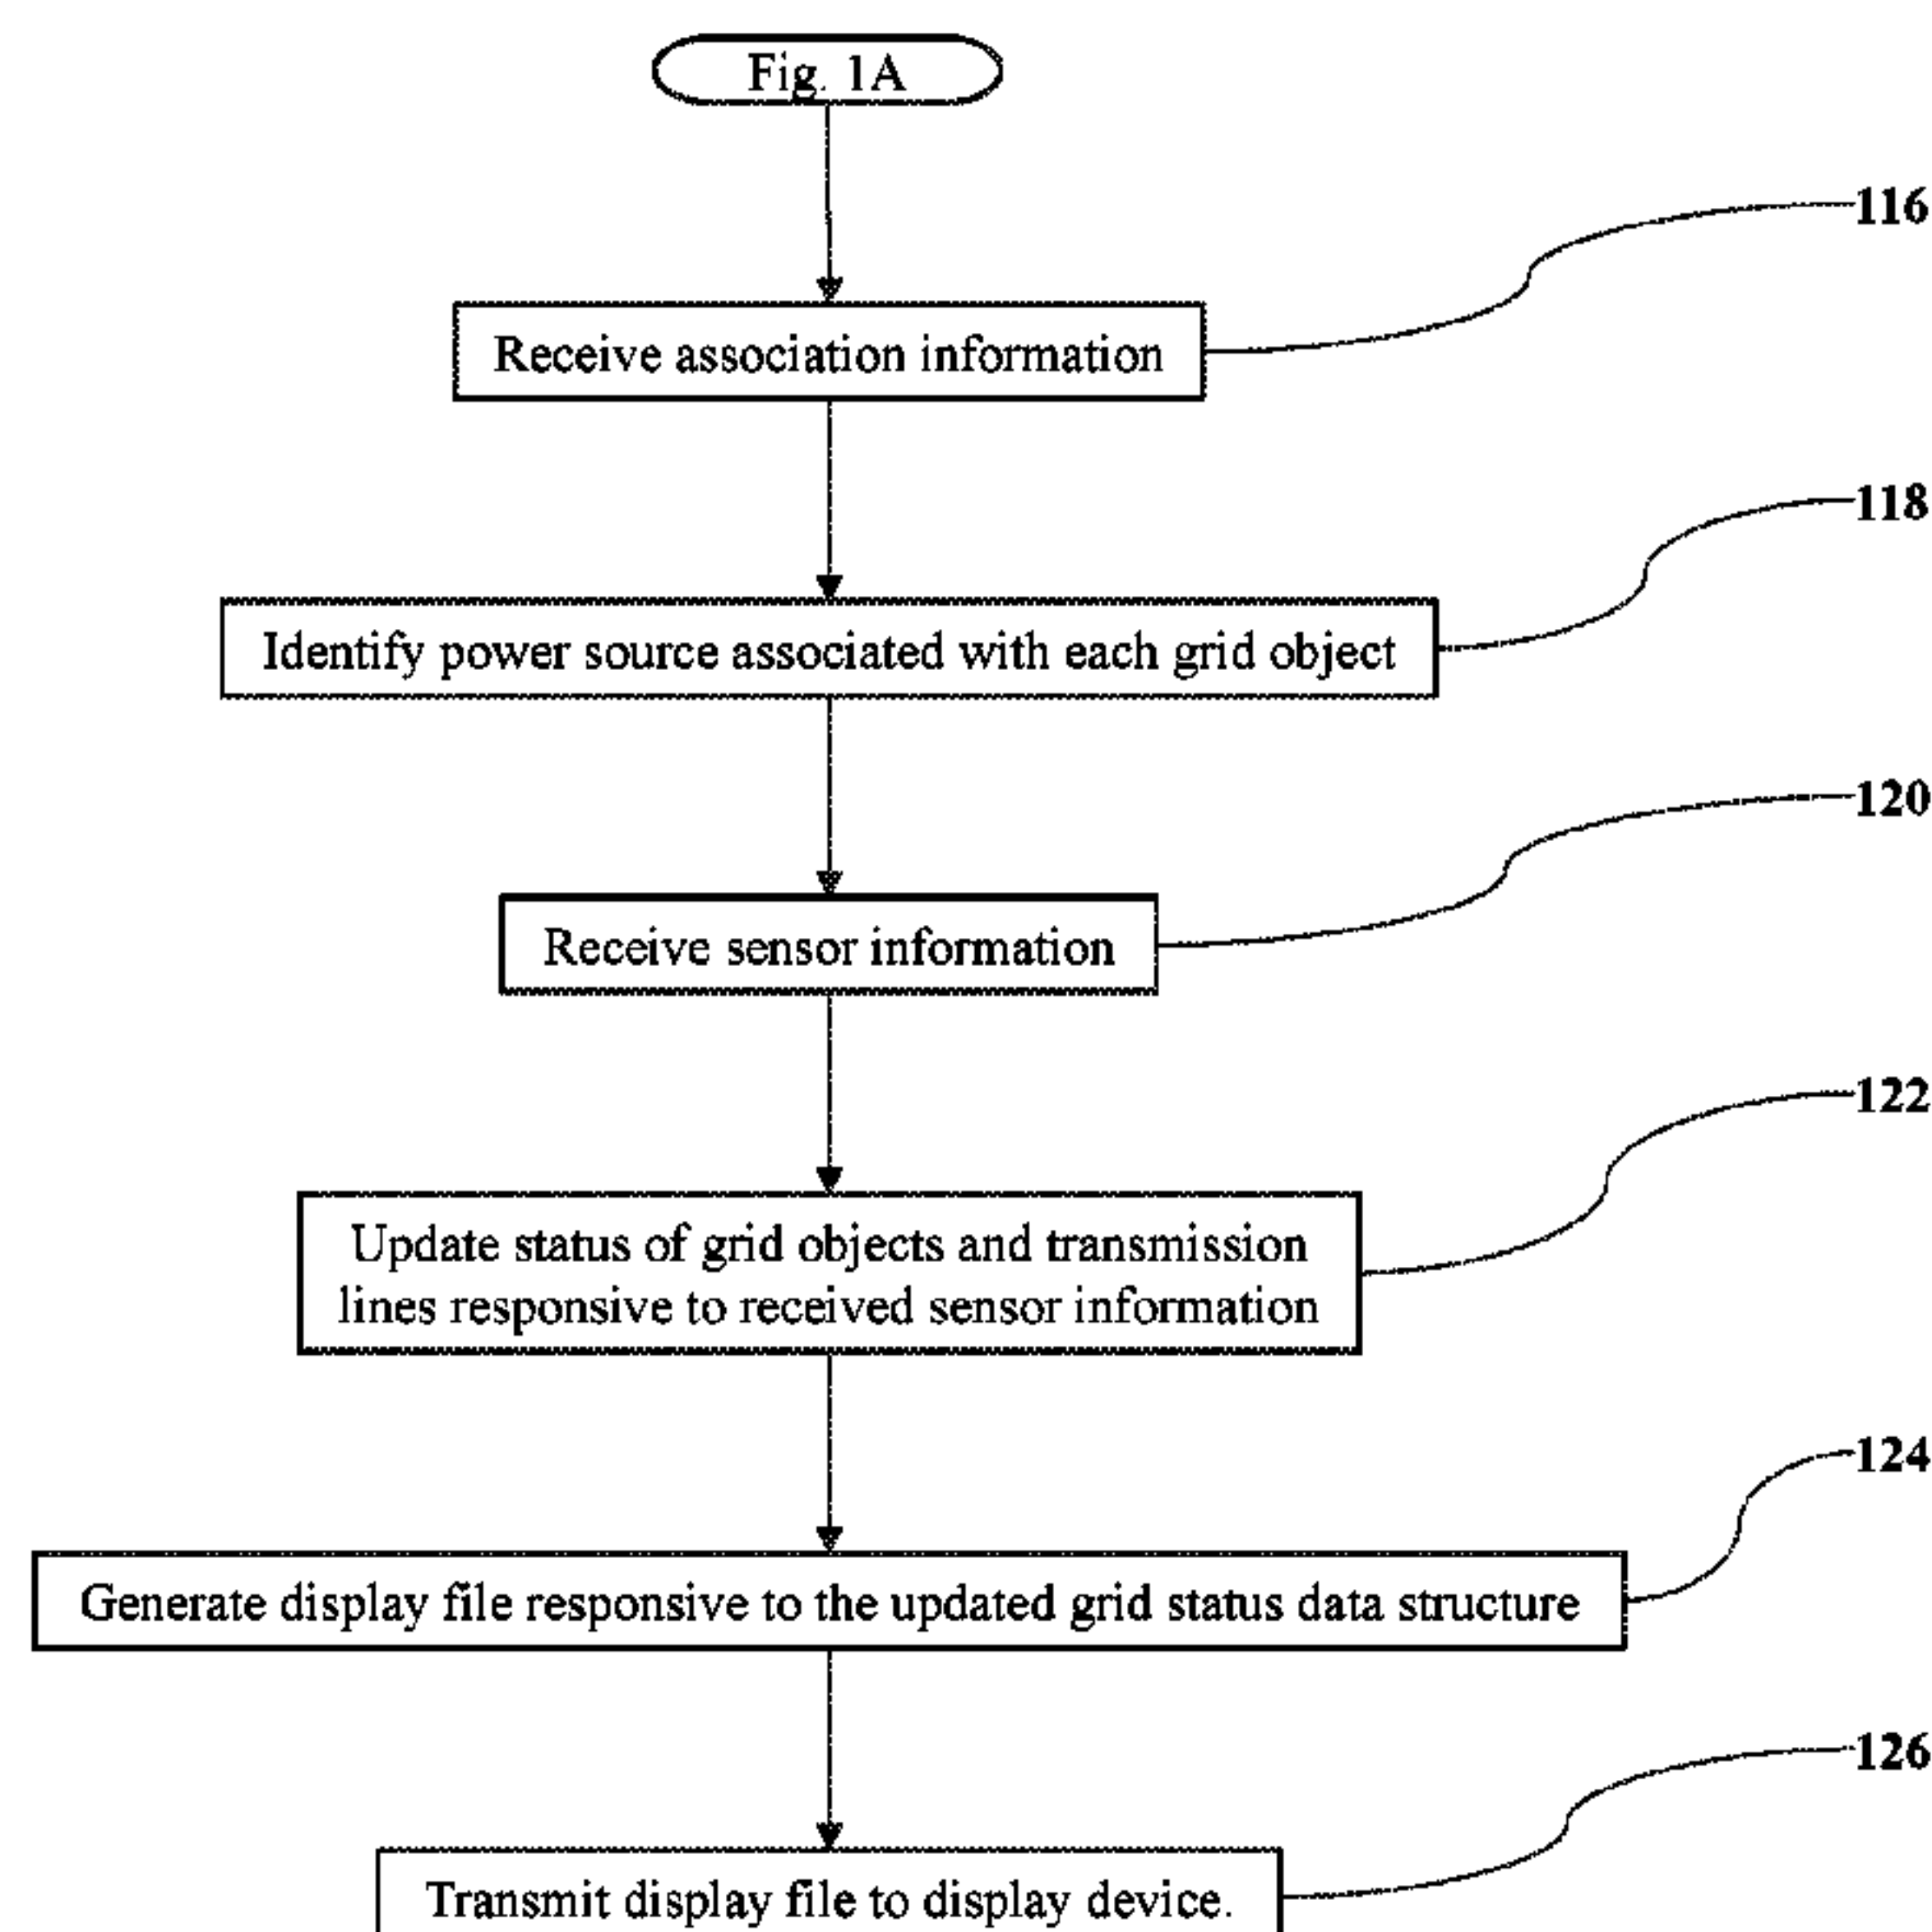 Fig. 1A
116
Receive association information
118
Identify power source associated with each grid object
120
Receive sensor information
122
Update status of grid objects and transmission
lines responsive to received sensor information
124
Generate display file responsive to the updated grid status data structure
126
Transmit display file to display device.